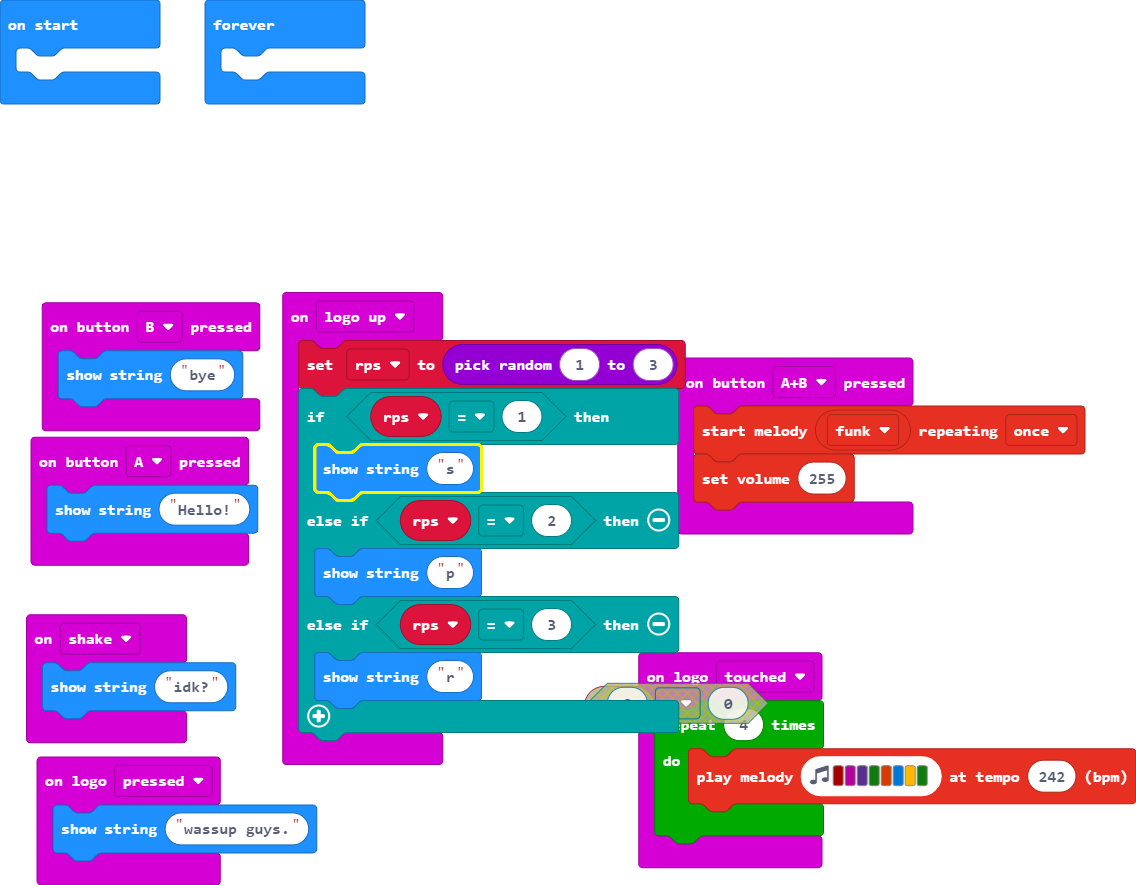 on start
forever
on button B pressed
show string "bye"
on button A pressed
show string "Hello!"
on shake
show string "idk?"
on logo pressed
show string "wassup guys."
on logo up
set rps to pick random 1 to 3
if rps = 1 then
show string "s"
else if rps = 2 then
show string "p"
else if rps = 3 then
show string "r"
on button A+B pressed
start melody funk repeating once
set volume 255
on logo touched
0
4 times
do
play melody at tempo 242 (bpm)